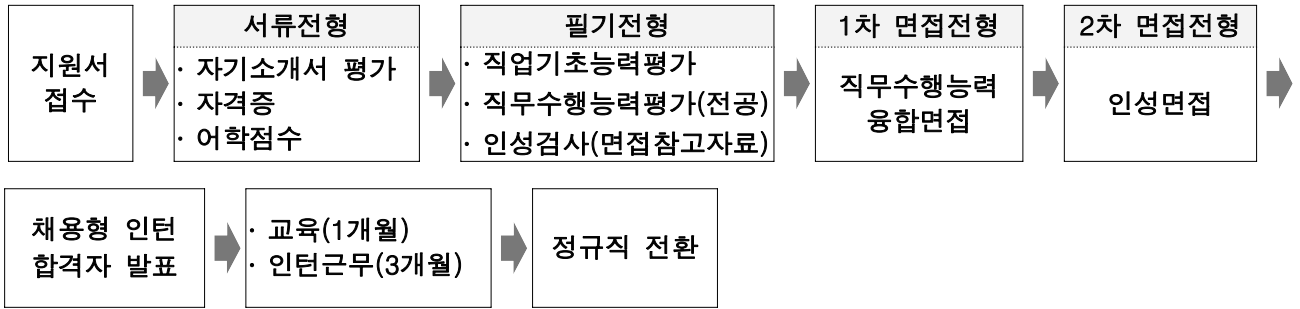 지원서
접수
서류전형
· 자기소개서 평가
· 자격증
· 어학점수
필기전형
· 직업기초능력평가
· 직무수행능력평가(전공)
· 인성검사(면접참고자료)
1차 면접전형
직무수행능력
융합면접
2차 면접전형
인성면접
채용형 인턴
합격자 발표
· 교육(1개월)
· 인턴근무(3개월)
정규직 전환